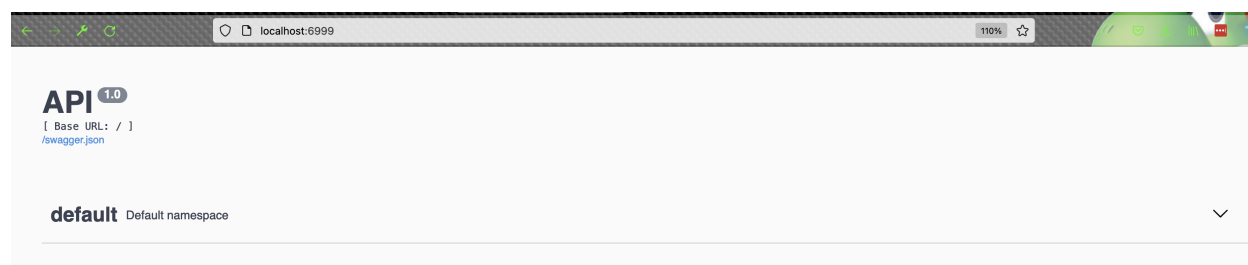 localhost:6999 110%
API 1.0
[ Base URL: / ]
/swagger.json
default Default namespace